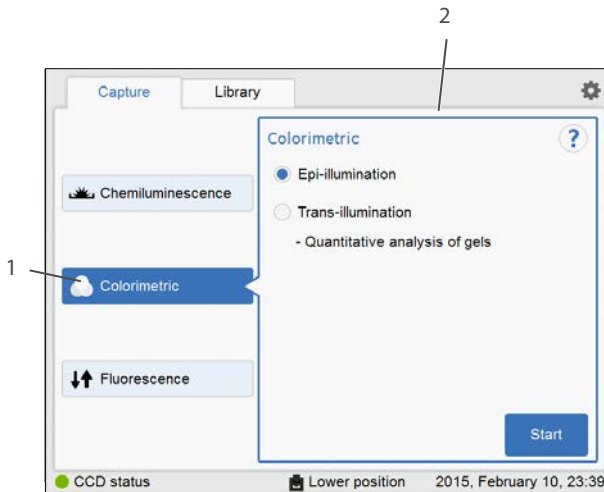 2
Capture
Library
Colorimetric
?
Epi-illumination
Chemiluminescence
Trans-illumination
- Quantitative analysis of gels
1
Colorimetric
Fluorescence
Start
CCD status
Lower position
2015, February 10, 23:39